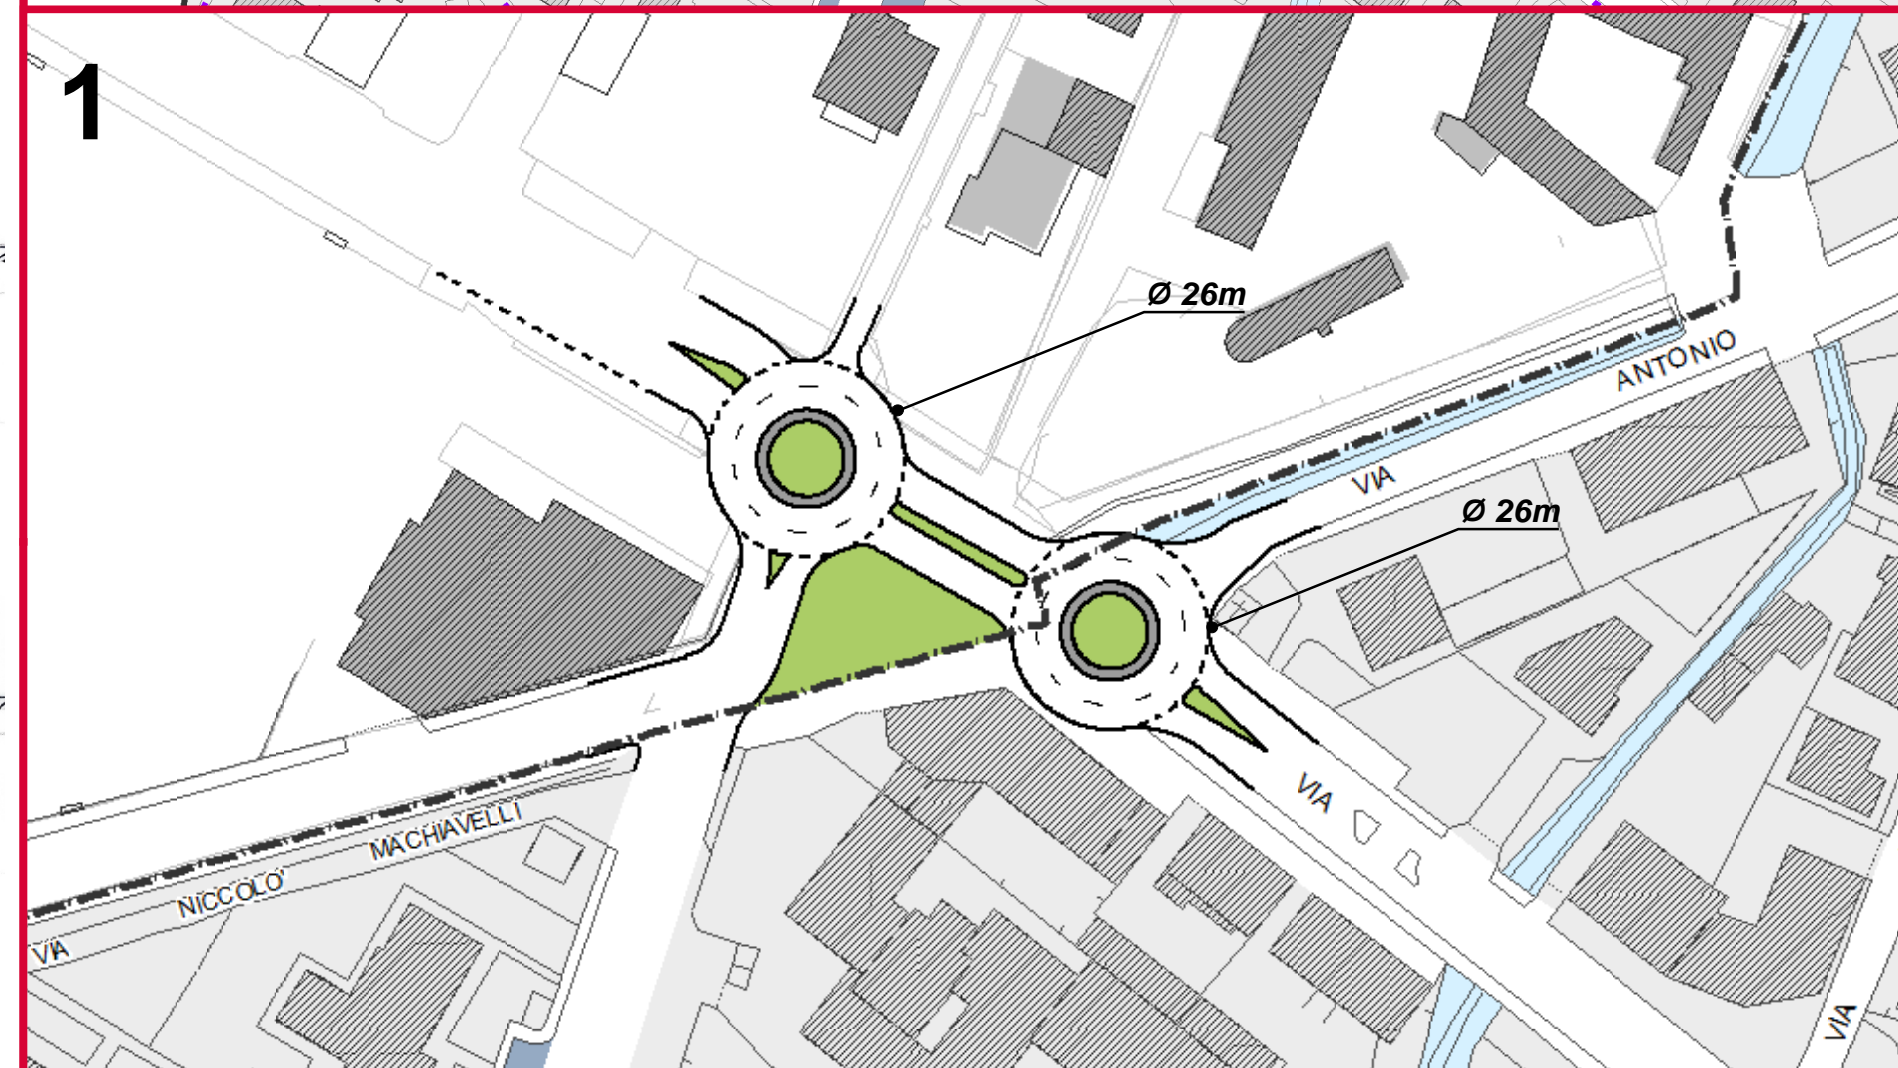 1
Ø 26m
ANTONIO
VIA
Ø 26m
VIA
MACHIAVELLI
NICCOLO'
VIA
VIA